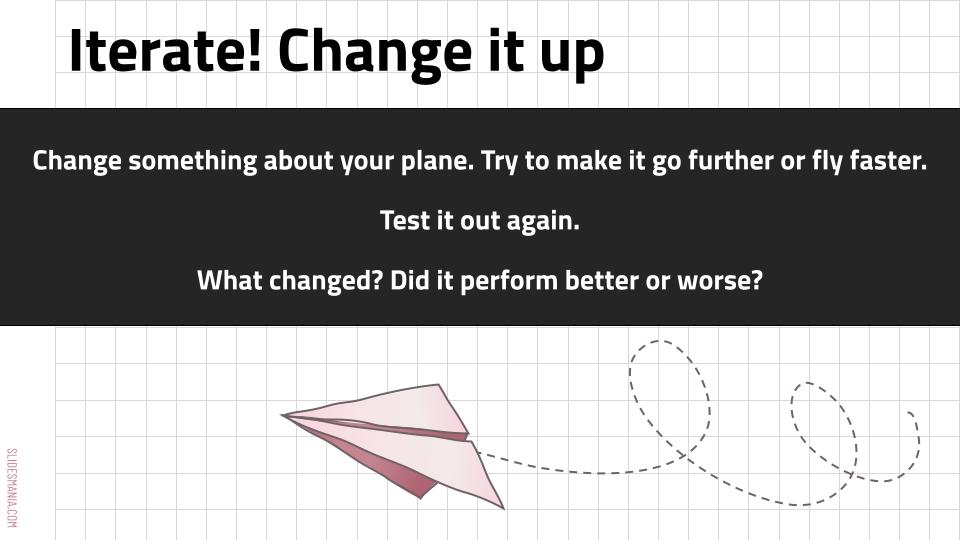 Iterate! Change it up
Change something about your plane. Try to make it go further or fly faster.
Test it out again.
What changed? Did it perform better or worse?
SLIDESMANIA.COM